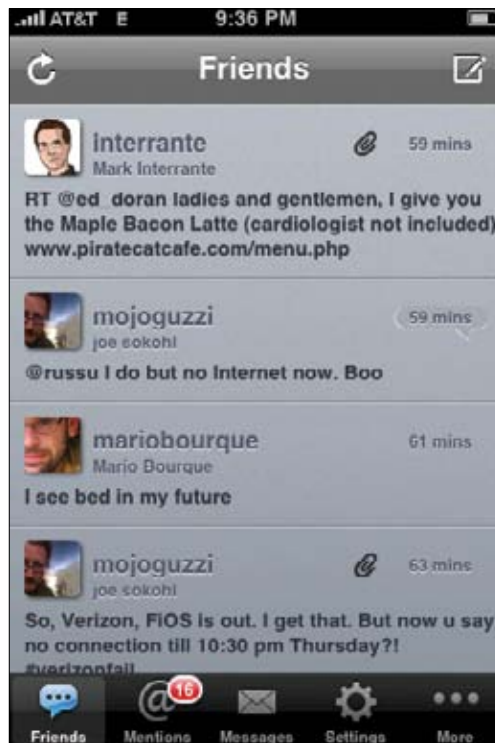 AT&T E 9:36 PM
Friends
interrante 59 mins
Mark Interrante
RT @ed_doran ladies and gentlemen, I give you
the Maple Bacon Latte (cardiologist not included)
www.piratecatcafe.com/menu.php
mojoguzzi 59 mins
joe sokohl
@russu I do but no Internet now. Boo
mariobourque 61 mins
Mario Bourque
I see bed in my future
mojoguzzi 63 mins
joe sokohl
So, Verizon, FiOS is out. I get that. But now u say
no connection till 10:30 pm Thursday?!
#verizonfail
16
Friends Mentions Messages Settings More